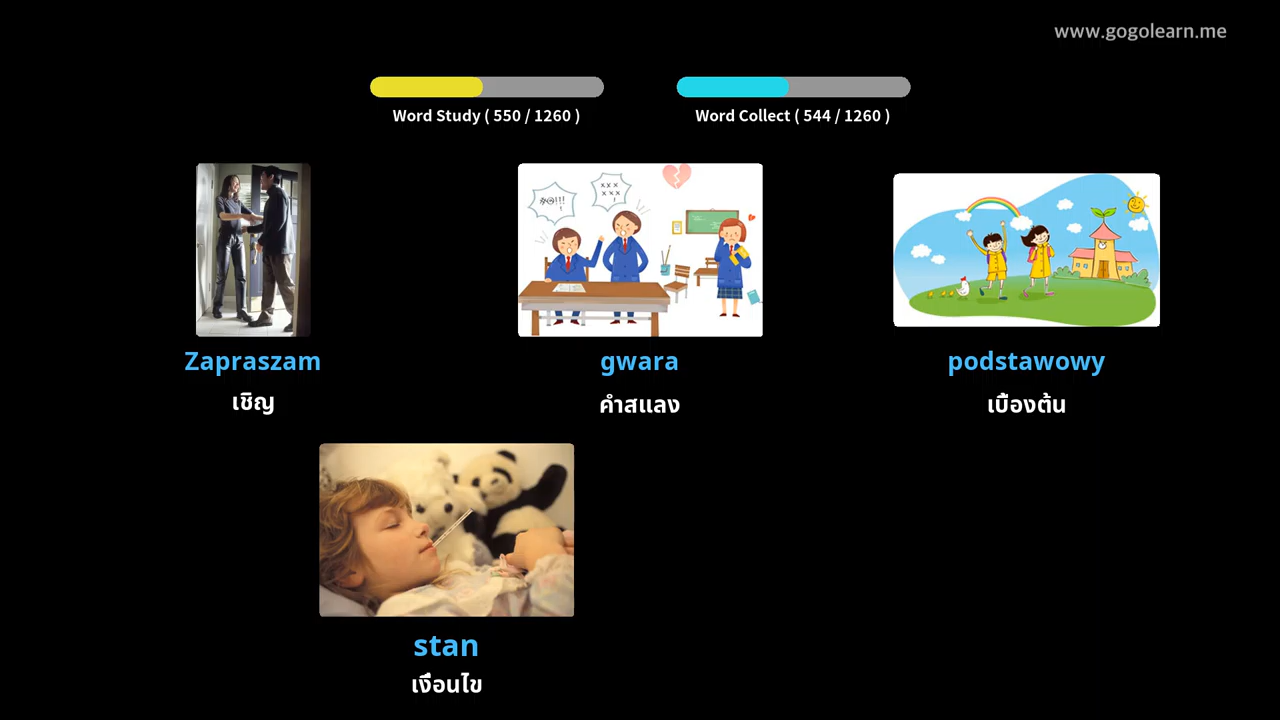 www.gogolearn.me
Word Study ( 550 / 1260 )
Word Collect ( 544 / 1260 )
Zapraszam
เชิญ
gwara
คำสแลง
podstawowy
เบื้องต้น
stan
เงื่อนไข